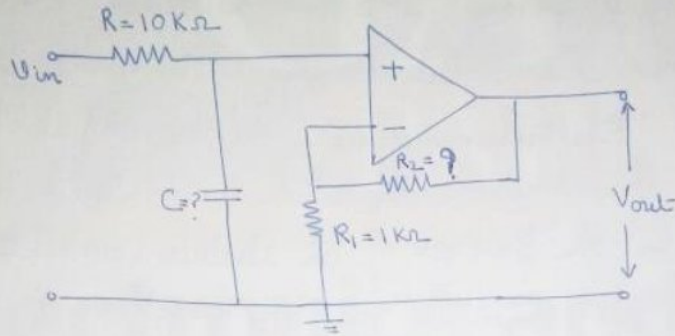 R=10KΩ
Vin
+
−
R2=?
C=?
R1=1KΩ
Vout